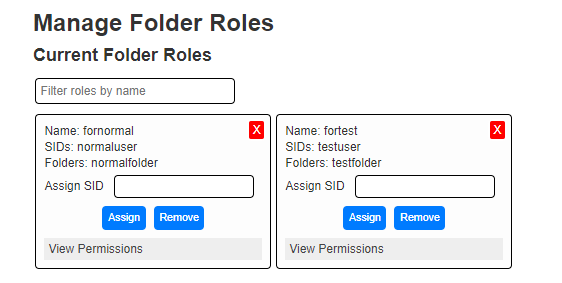 Manage Folder Roles
Current Folder Roles
Filter roles by name
Name: fornormal
X
SIDs: normaluser
Folders: normalfolder
Assign SID
Assign Remove
View Permissions
Name: fortest
X
SIDs: testuser
Folders: testfolder
Assign SID
Assign Remove
View Permissions